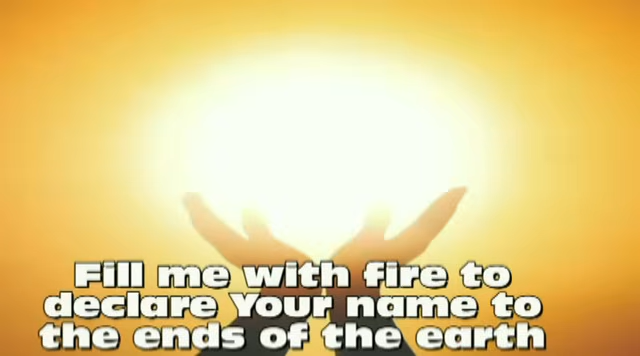 Fill me with fire to
declare Your name to
the ends of the earth